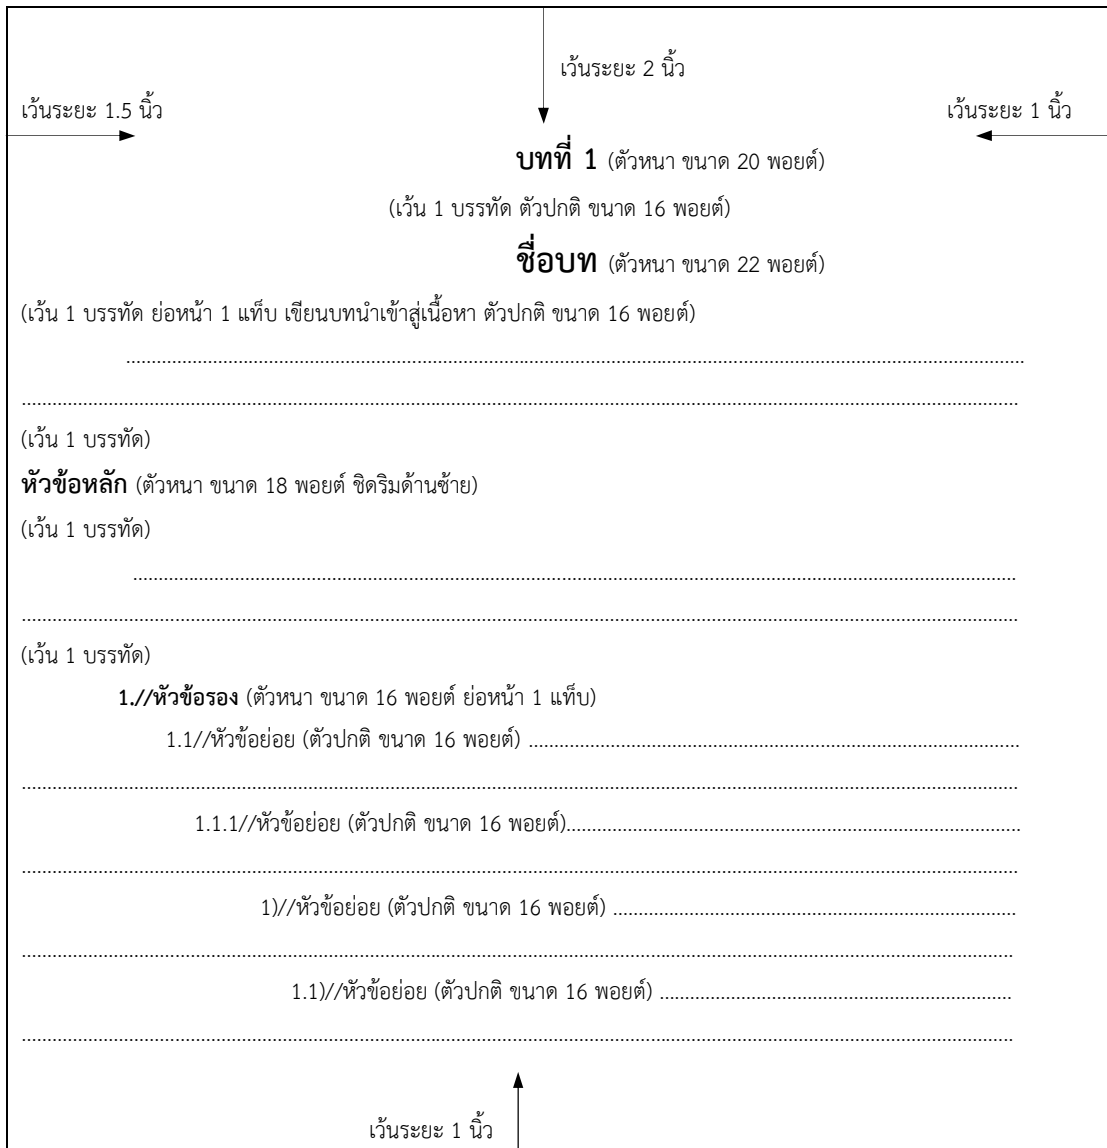 เว้นระยะ 2 นิ้ว
เว้นระยะ 1.5 นิ้ว
เว้นระยะ 1 นิ้ว
บทที่ 1 (ตัวหนา ขนาด 20 พอยต์)
(เว้น 1 บรรทัด ตัวปกติ ขนาด 16 พอยต์)
ชื่อบท (ตัวหนา ขนาด 22 พอยต์)
(เว้น 1 บรรทัด ย่อหน้า 1 แท็บ เขียนบทนำเข้าสู่เนื้อหา ตัวปกติ ขนาด 16 พอยต์)
................................................................................
................................................................................
(เว้น 1 บรรทัด)
หัวข้อหลัก (ตัวหนา ขนาด 18 พอยต์ ชิดริมด้านซ้าย)
(เว้น 1 บรรทัด)
................................................................................
................................................................................
(เว้น 1 บรรทัด)
1.//หัวข้อรอง (ตัวหนา ขนาด 16 พอยต์ ย่อหน้า 1 แท็บ)
1.1//หัวข้อย่อย (ตัวปกติ ขนาด 16 พอยต์) ................................................
................................................................................
1.1.1//หัวข้อย่อย (ตัวปกติ ขนาด 16 พอยต์)................................................
................................................................................
1)//หัวข้อย่อย (ตัวปกติ ขนาด 16 พอยต์) ................................................
................................................................................
1.1)//หัวข้อย่อย (ตัวปกติ ขนาด 16 พอยต์) ................................................
................................................................................
เว้นระยะ 1 นิ้ว